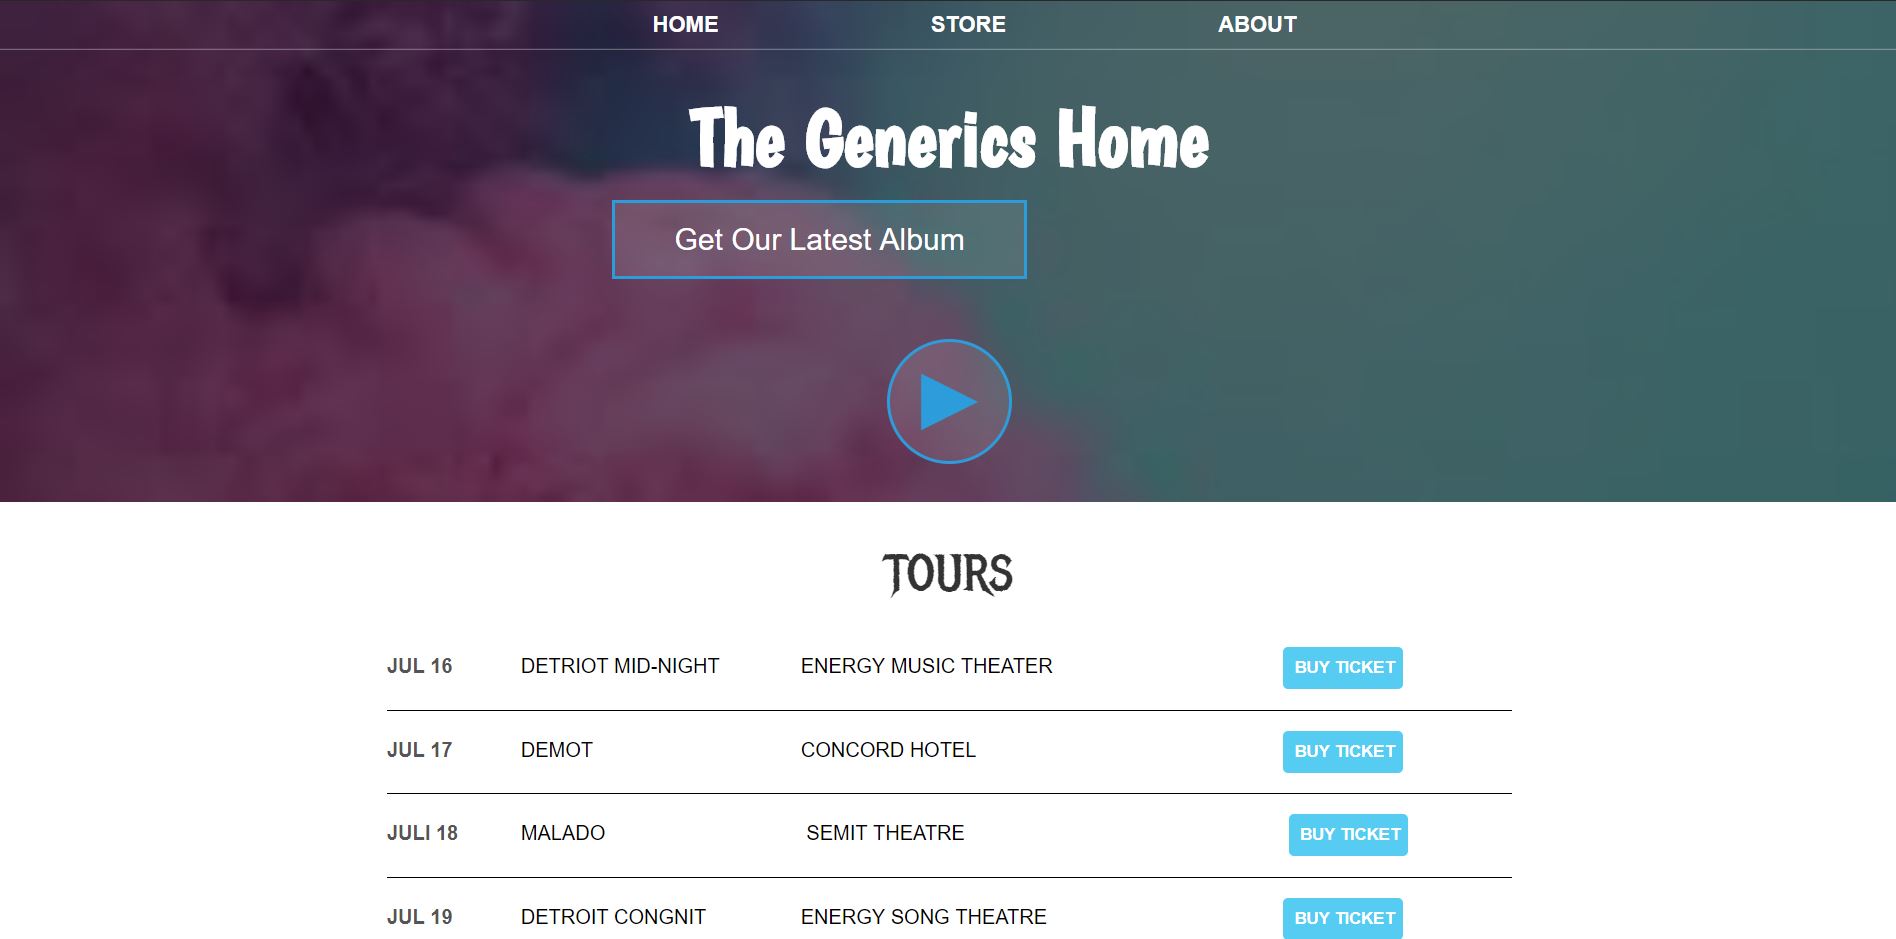 HOME STORE ABOUT
The Generics Home
Get Our Latest Album
TOURS
JUL 16 DETRIOT MID-NIGHT ENERGY MUSIC THEATER BUY TICKET
JUL 17 DEMOT CONCORD HOTEL BUY TICKET
JULI 18 MALADO SEMIT THEATRE BUY TICKET
JUL 19 DETROIT CONGNIT ENERGY SONG THEATRE BUY TICKET